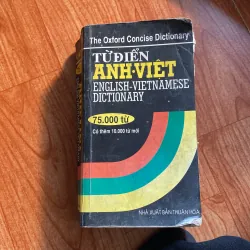 The Oxford Concise Dictionary
TỪ ĐIỂN
ANH-VIỆT
ENGLISH-VIETNAMESE
DICTIONARY
75.000 từ
Có thêm 10.000 từ mới
NHÀ XUẤT BẢN THUẬN HÓA